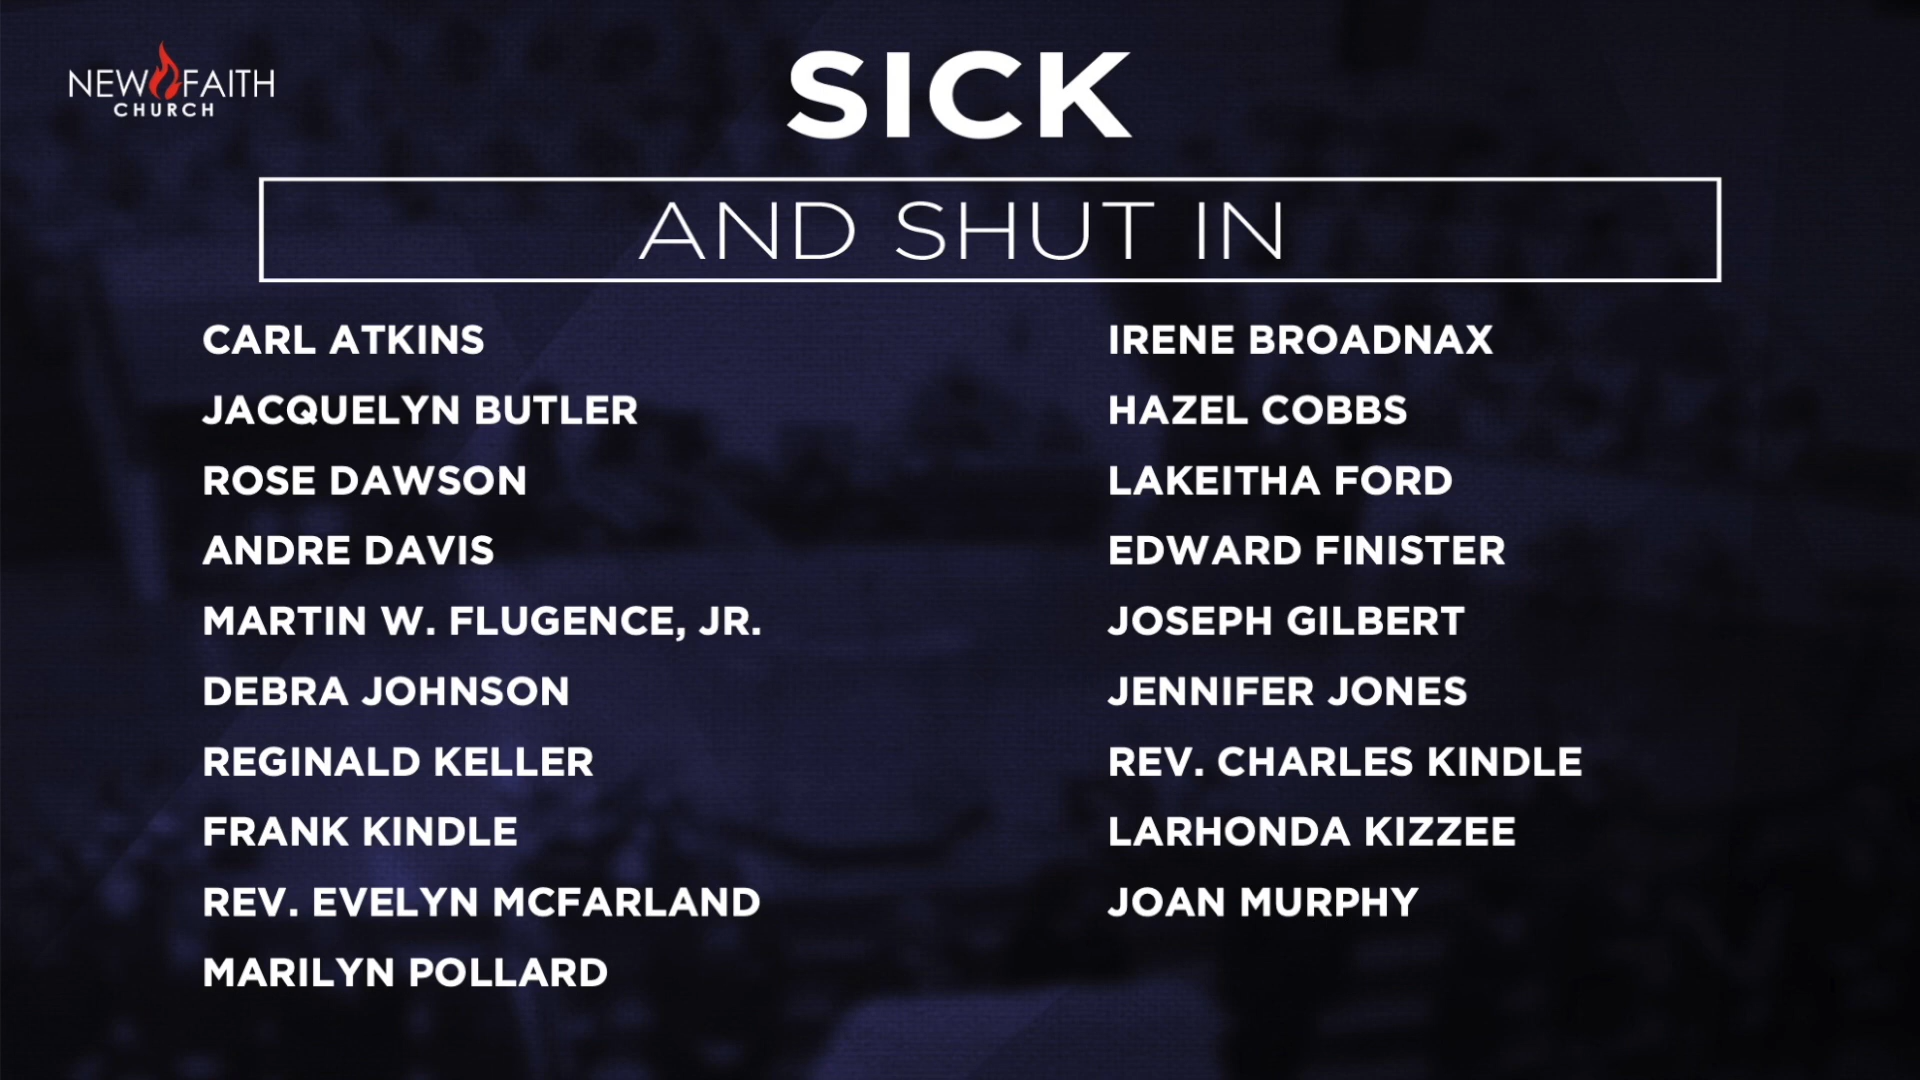 NEW FAITH
CHURCH
SICK
AND SHUT IN
CARL ATKINS
JACQUELYN BUTLER
ROSE DAWSON
ANDRE DAVIS
MARTIN W. FLUGENCE, JR.
DEBRA JOHNSON
REGINALD KELLER
FRANK KINDLE
REV. EVELYN MCFARLAND
MARILYN POLLARD
IRENE BROADNAX
HAZEL COBBS
LAKEITHA FORD
EDWARD FINISTER
JOSEPH GILBERT
JENNIFER JONES
REV. CHARLES KINDLE
LARHONDA KIZZEE
JOAN MURPHY